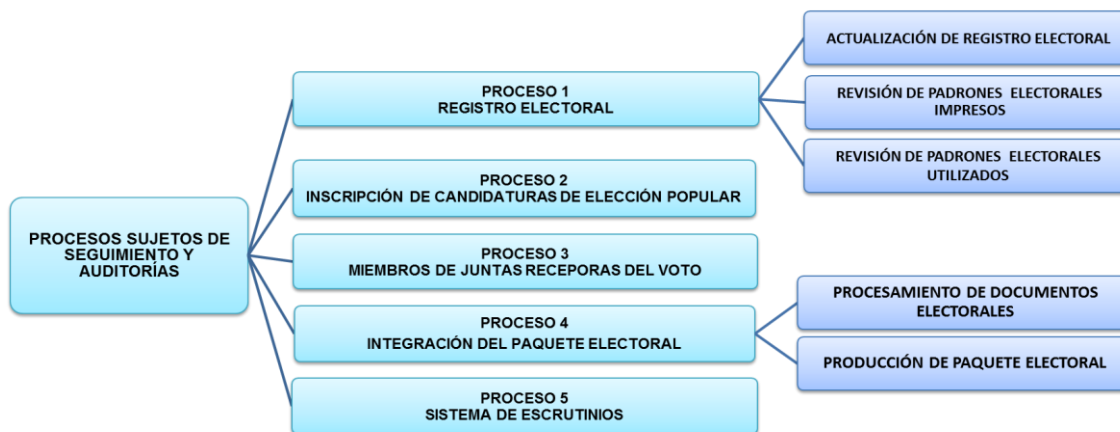 PROCESOS SUJETOS DE
SEGUIMIENTO Y
AUDITORÍAS
PROCESO 1
REGISTRO ELECTORAL
ACTUALIZACIÓN DE REGISTRO ELECTORAL
REVISIÓN DE PADRONES ELECTORALES
IMPRESOS
REVISIÓN DE PADRONES ELECTORALES
UTILIZADOS
PROCESO 2
INSCRIPCIÓN DE CANDIDATURAS DE ELECCIÓN POPULAR
PROCESO 3
MIEMBROS DE JUNTAS RECEPORAS DEL VOTO
PROCESO 4
INTEGRACIÓN DEL PAQUETE ELECTORAL
PROCESAMIENTO DE DOCUMENTOS
ELECTORALES
PRODUCCIÓN DE PAQUETE ELECTORAL
PROCESO 5
SISTEMA DE ESCRUTINIOS